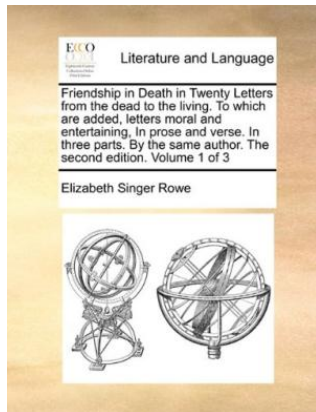 ECCO
Literature and Language
Friendship in Death in Twenty Letters
from the dead to the living. To which
are added, letters moral and
entertaining, In prose and verse. In
three parts. By the same author. The
second edition. Volume 1 of 3
Elizabeth Singer Rowe